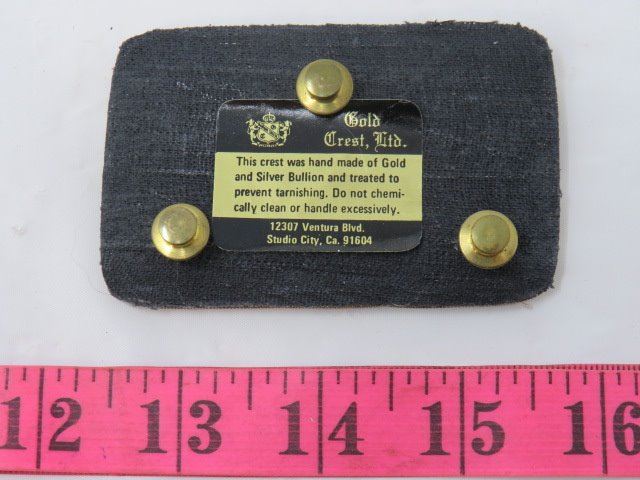 Gold
Crest, Ltd.
This crest was hand made of Gold
and Silver Bullion and treated to
prevent tarnishing. Do not chemi-
cally clean or handle excessively.
12307 Ventura Blvd.
Studio City, Ca. 91604
12 13 14 15 16